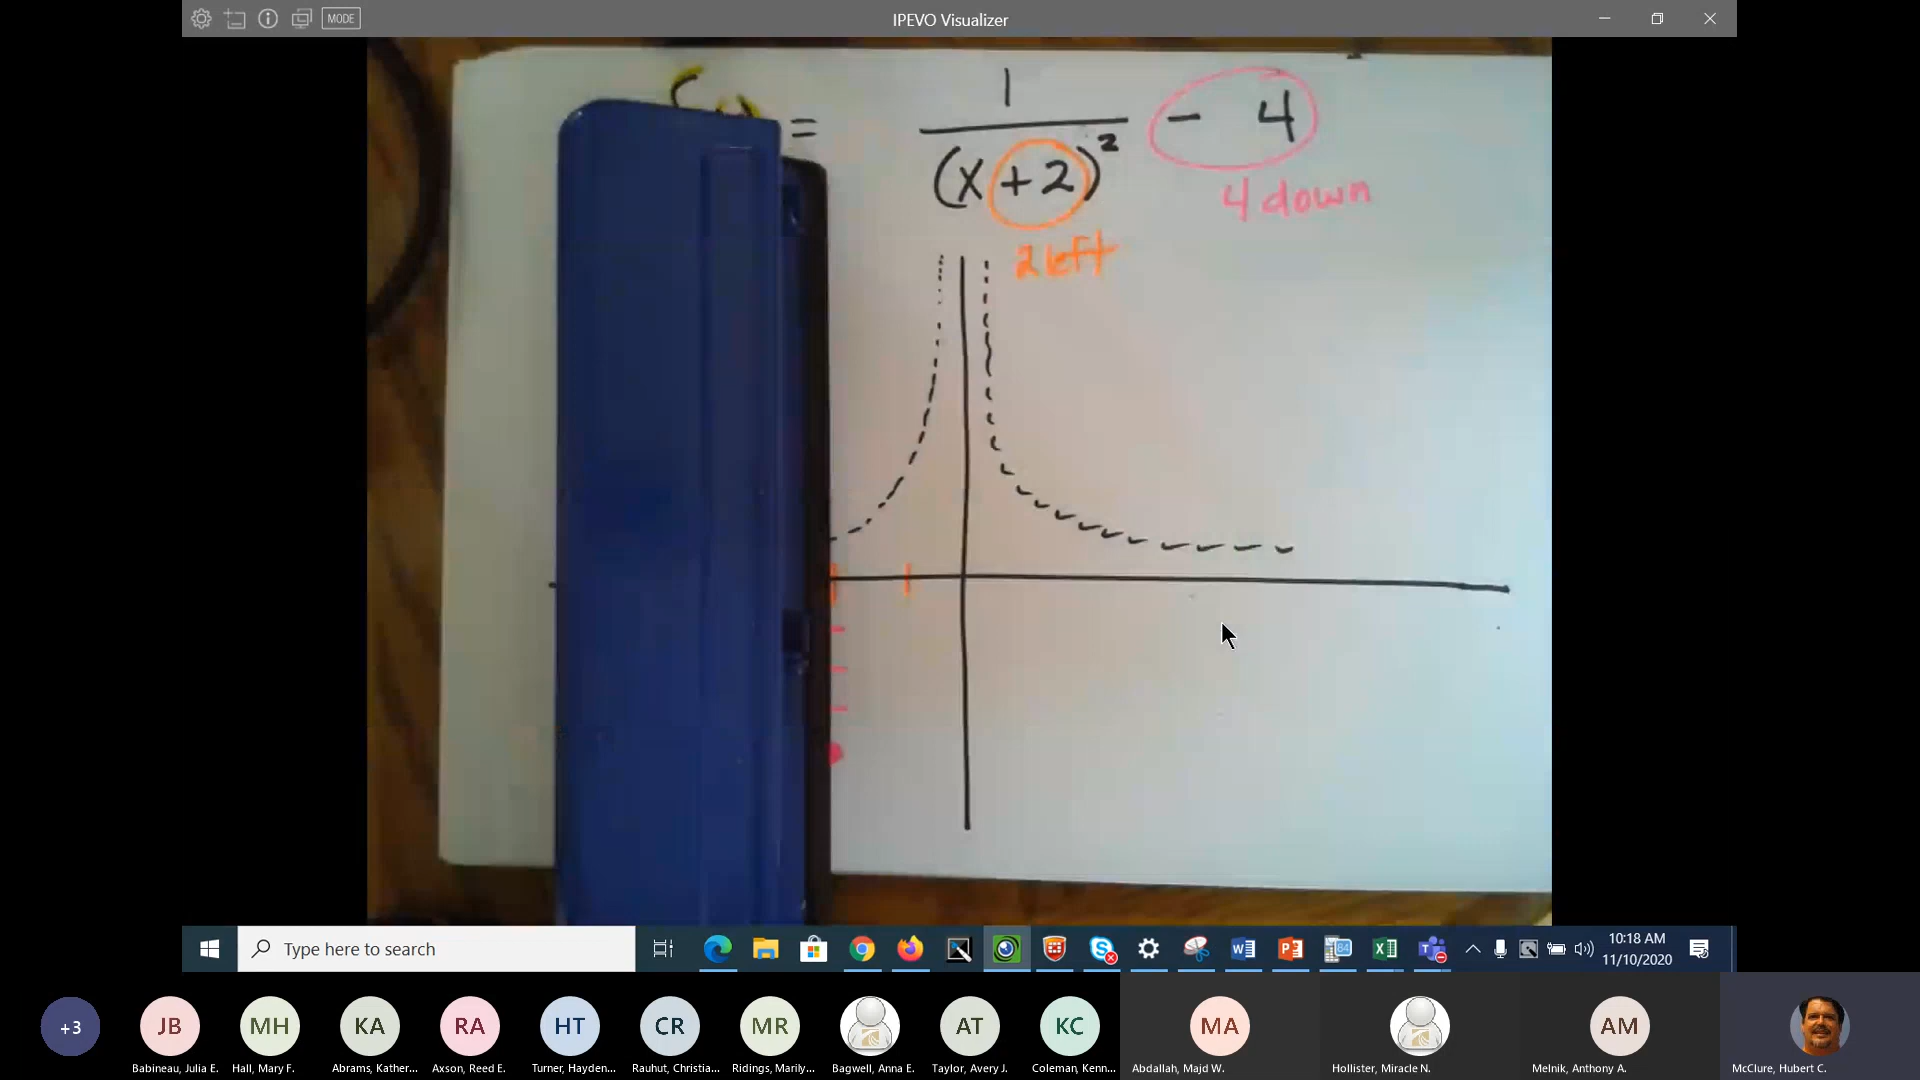 MODE
IPEVO Visualizer
= 1 - 4
(x+2)²
4 down
2 left
Type here to search
10:18 AM
11/10/2020
+3
JB
MH
KA
RA
HT
CR
MR
AT
KC
MA
AM
Babineau, Julia E.
Hall, Mary F.
Abrams, Kather...
Axson, Reed E.
Turner, Hayden...
Rauhut, Christia...
Ridings, Marily...
Bagwell, Anna E.
Taylor, Avery J.
Coleman, Kenn...
Abdallah, Majd W.
Hollister, Miracle N.
Melnik, Anthony A.
McClure, Hubert C.